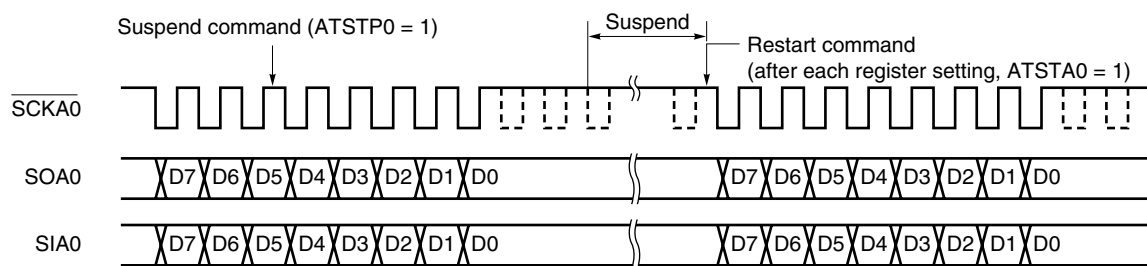 Suspend
Suspend command (ATSTP0 = 1)
Restart command
(after each register setting, ATSTA0 = 1)
SCKA0
SOA0 D7 D6 D5 D4 D3 D2 D1 D0 D7 D6 D5 D4 D3 D2 D1 D0
SIA0 D7 D6 D5 D4 D3 D2 D1 D0 D7 D6 D5 D4 D3 D2 D1 D0